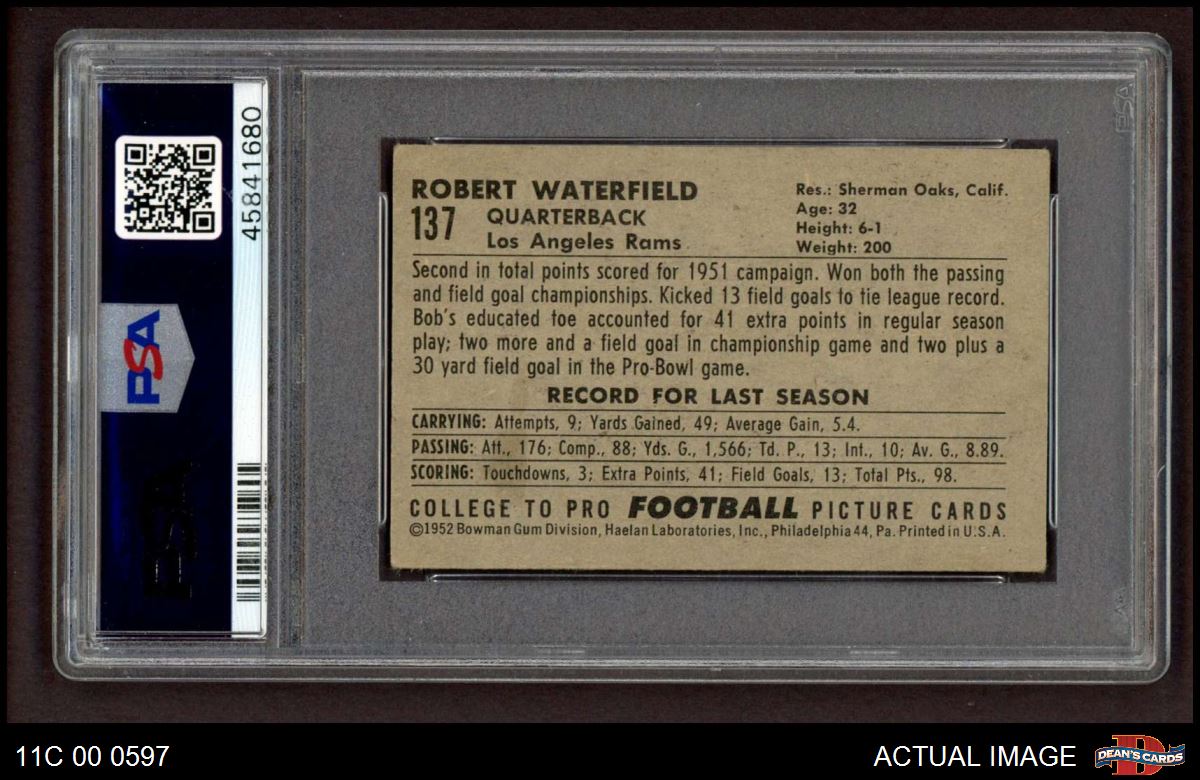 45841680
PSA
PSA
ROBERT WATERFIELD
137 QUARTERBACK
Los Angeles Rams
Res.: Sherman Oaks, Calif.
Age: 32
Height: 6-1
Weight: 200
Second in total points scored for 1951 campaign. Won both the passing
and field goal championships. Kicked 13 field goals to tie league record.
Bob's educated toe accounted for 41 extra points in regular season
play; two more and a field goal in championship game and two plus a
30 yard field goal in the Pro-Bowl game.
RECORD FOR LAST SEASON
CARRYING: Attempts, 9; Yards Gained, 49; Average Gain, 5.4.
PASSING: Att., 176; Comp., 88; Yds. G., 1,566; Td. P., 13; Int., 10; Av. G., 8.89.
SCORING: Touchdowns, 3; Extra Points, 41; Field Goals, 13; Total Pts., 98.
COLLEGE TO PRO FOOTBALL PICTURE CARDS
©1952 Bowman Gum Division, Haelan Laboratories, Inc., Philadelphia 44, Pa. Printed in U.S.A.
PSA
11C 00 0597
ACTUAL IMAGE
D
DEAN'S CARDS